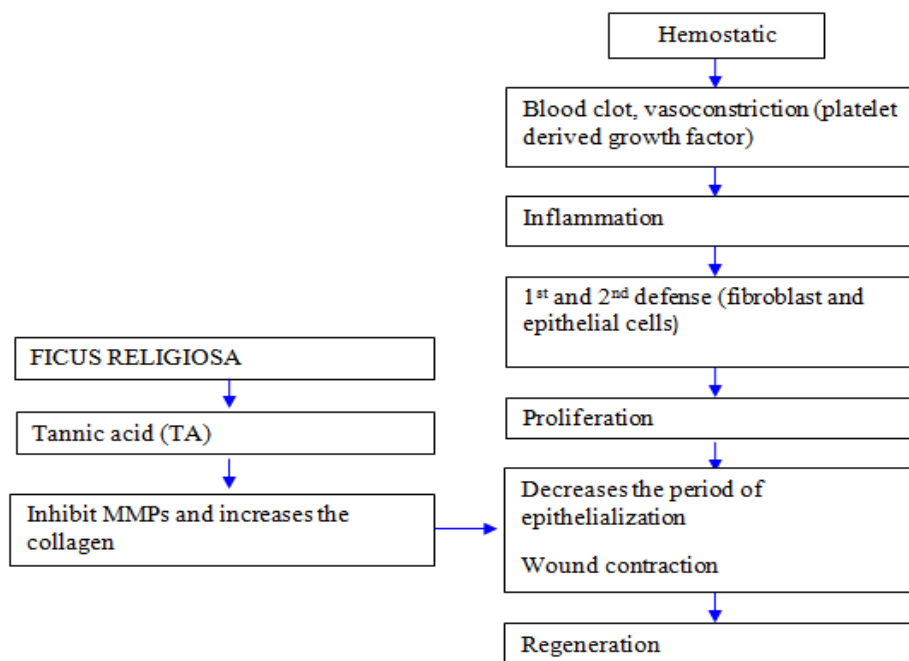 Hemostatic
Blood clot, vasoconstriction (platelet
derived growth factor)
Inflammation
1st and 2nd defense (fibroblast and
epithelial cells)
FICUS RELIGIOSA
Tannic acid (TA)
Inhibit MMPs and increases the
collagen
Proliferation
Decreases the period of
epithelialization
Wound contraction
Regeneration